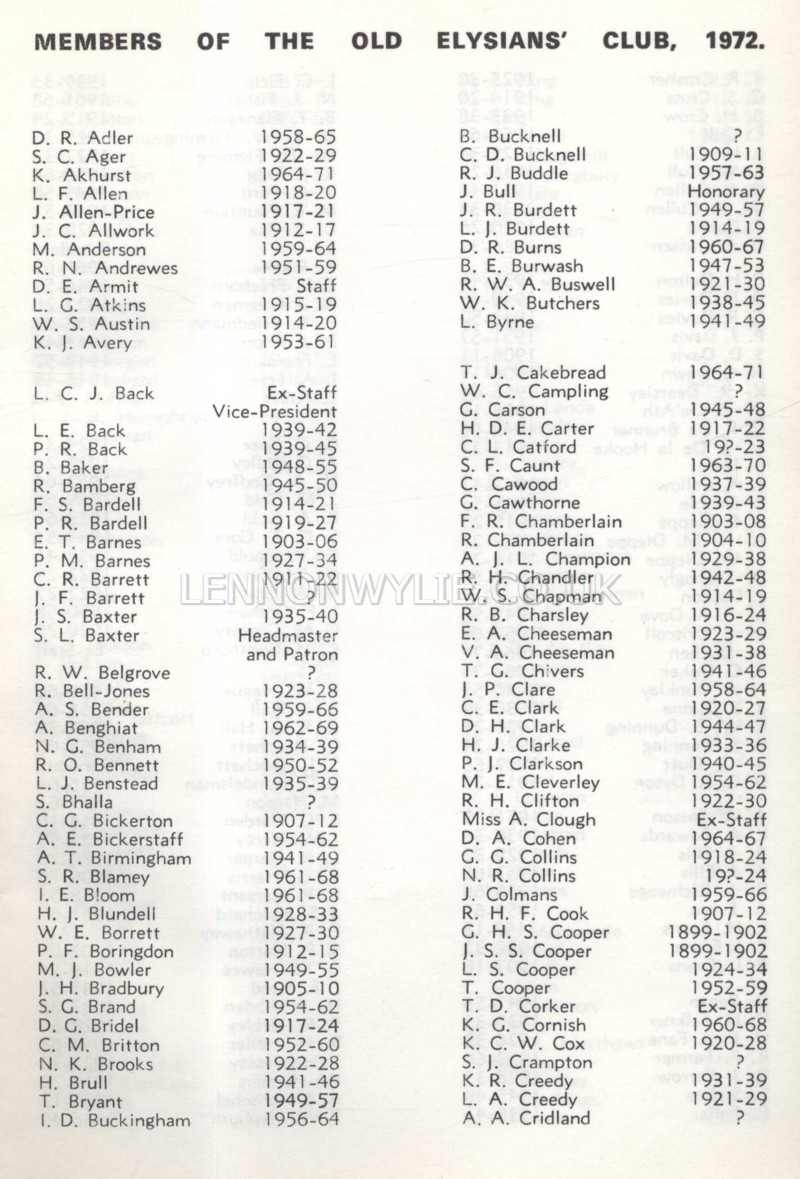 MEMBERS OF THE OLD ELYSIANS' CLUB, 1972.
D. R. Adler 1958-65
S. C. Ager 1922-29
K. Akhurst 1964-71
L. F. Allen 1918-20
J. Allen-Price 1917-21
J. C. Allwork 1912-17
M. Anderson 1959-64
R. N. Andrewes 1951-59
D. E. Armit Staff
L. G. Atkins 1915-19
W. S. Austin 1914-20
K. J. Avery 1953-61
L. C. J. Back Ex-Staff
Vice-President
L. E. Back 1939-42
P. R. Back 1939-45
B. Baker 1948-55
R. Bamberg 1945-50
F. S. Bardell 1914-21
P. R. Bardell 1919-27
E. T. Barnes 1903-06
P. M. Barnes 1927-34
C. R. Barrett 1911-22
J. F. Barrett ?
J. S. Baxter 1935-40
S. L. Baxter Headmaster
and Patron
R. W. Belgrove ?
R. Bell-Jones 1923-28
A. S. Bender 1959-66
A. Benghiat 1962-69
N. G. Benham 1934-39
R. O. Bennett 1950-52
L. J. Benstead 1935-39
S. Bhalla ?
C. G. Bickerton 1907-12
A. E. Bickerstaff 1954-62
A. T. Birmingham 1941-49
S. R. Blamey 1961-68
I. E. Bloom 1961-68
H. J. Blundell 1928-33
W. E. Borrett 1927-30
P. F. Boringdon 1912-15
M. J. Bowler 1949-55
J. H. Bradbury 1905-10
S. G. Brand 1954-62
D. G. Bridel 1917-24
C. M. Britton 1952-60
N. K. Brooks 1922-28
H. Brull 1941-46
T. Bryant 1949-57
I. D. Buckingham 1956-64
B. Bucknell ?
C. D. Bucknell 1909-11
R. J. Buddle 1957-63
J. Bull Honorary
J. R. Burdett 1949-57
L. J. Burdett 1914-19
D. R. Burns 1960-67
B. E. Burwash 1947-53
R. W. A. Buswell 1921-30
W. K. Butchers 1938-45
L. Byrne 1941-49
T. J. Cakebread 1964-71
W. C. Campling ?
G. Carson 1945-48
H. D. E. Carter 1917-22
C. L. Catford 19?-23
S. F. Caunt 1963-70
C. Cawood 1937-39
G. Cawthorne 1939-43
F. R. Chamberlain 1903-08
R. Chamberlain 1904-10
A. J. L. Champion 1929-38
R. H. Chandler 1942-48
W. S. Chapman 1914-19
R. B. Charsley 1916-24
E. A. Cheeseman 1923-29
V. A. Cheeseman 1931-38
T. G. Chivers 1941-46
J. P. Clare 1958-64
C. E. Clark 1920-27
D. H. Clark 1944-47
H. J. Clarke 1933-36
P. J. Clarkson 1940-45
M. E. Cleverley 1954-62
R. H. Clifton 1922-30
Miss A. Clough Ex-Staff
D. A. Cohen 1964-67
G. G. Collins 1918-24
N. R. Collins 19?-24
J. Colmans 1959-66
R. H. F. Cook 1907-12
G. H. S. Cooper 1899-1902
J. S. S. Cooper 1899-1902
L. S. Cooper 1924-34
T. Cooper 1952-59
T. D. Corker Ex-Staff
K. G. Cornish 1960-68
K. C. W. Cox 1920-28
S. J. Crampton ?
K. R. Creedy 1931-39
L. A. Creedy 1921-29
A. A. Cridland ?
LENNONWYLIE.CO.UK